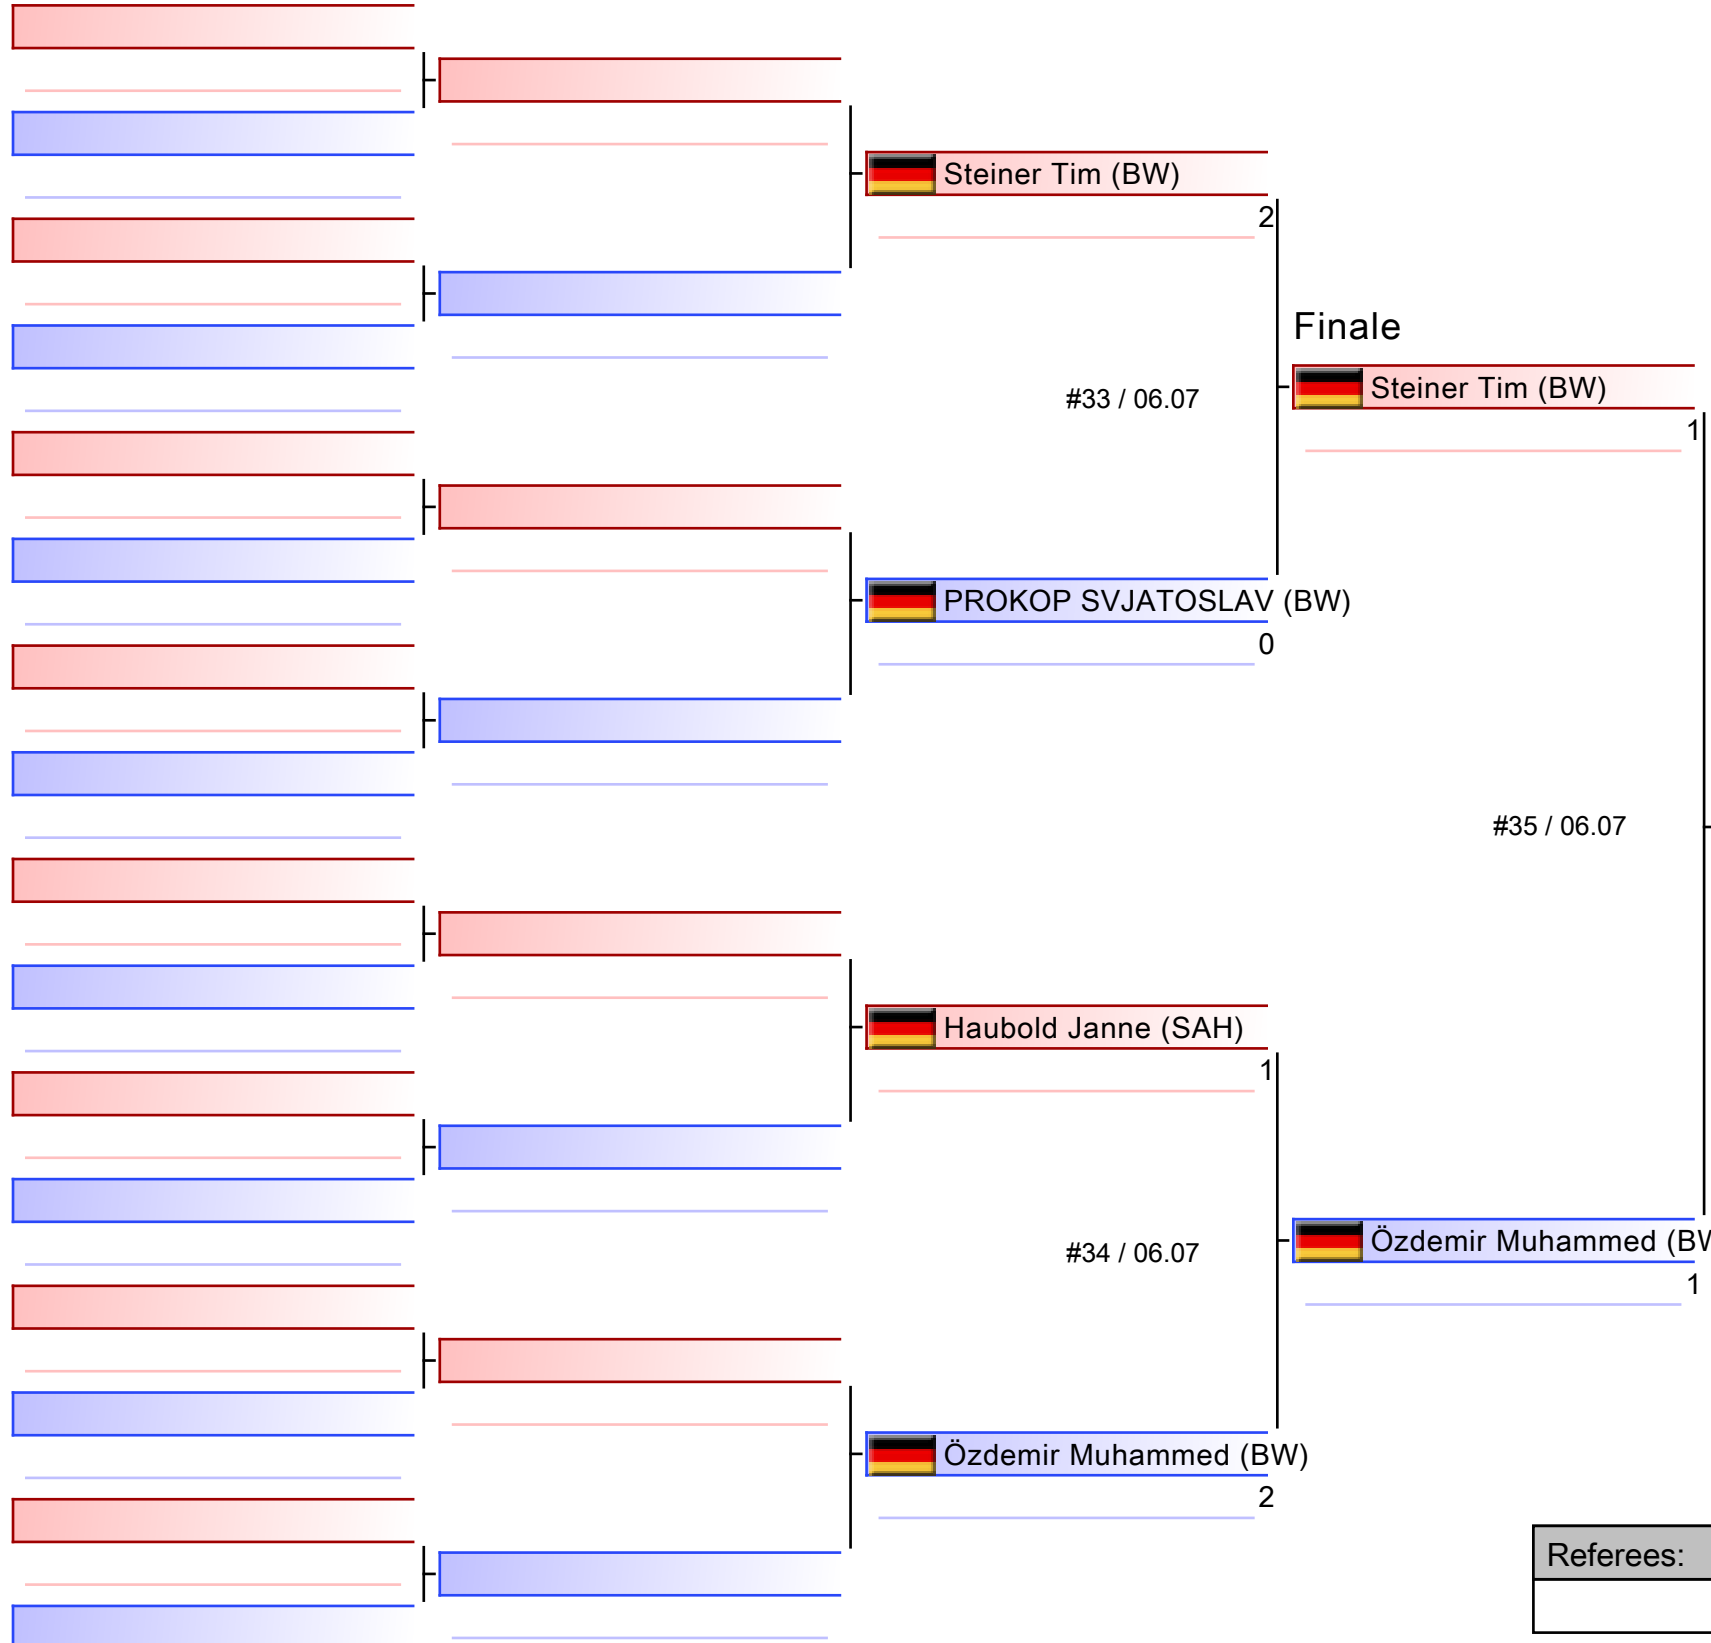 Steiner Tim (BW)
2
Finale
#33 / 06.07
Steiner Tim (BW)
1
PROKOP SVJATOSLAV (BW)
0
#35 / 06.07
Haubold Janne (SAH)
1
#34 / 06.07
Özdemir Muhammed (BW
1
Özdemir Muhammed (BW)
2
Referees: